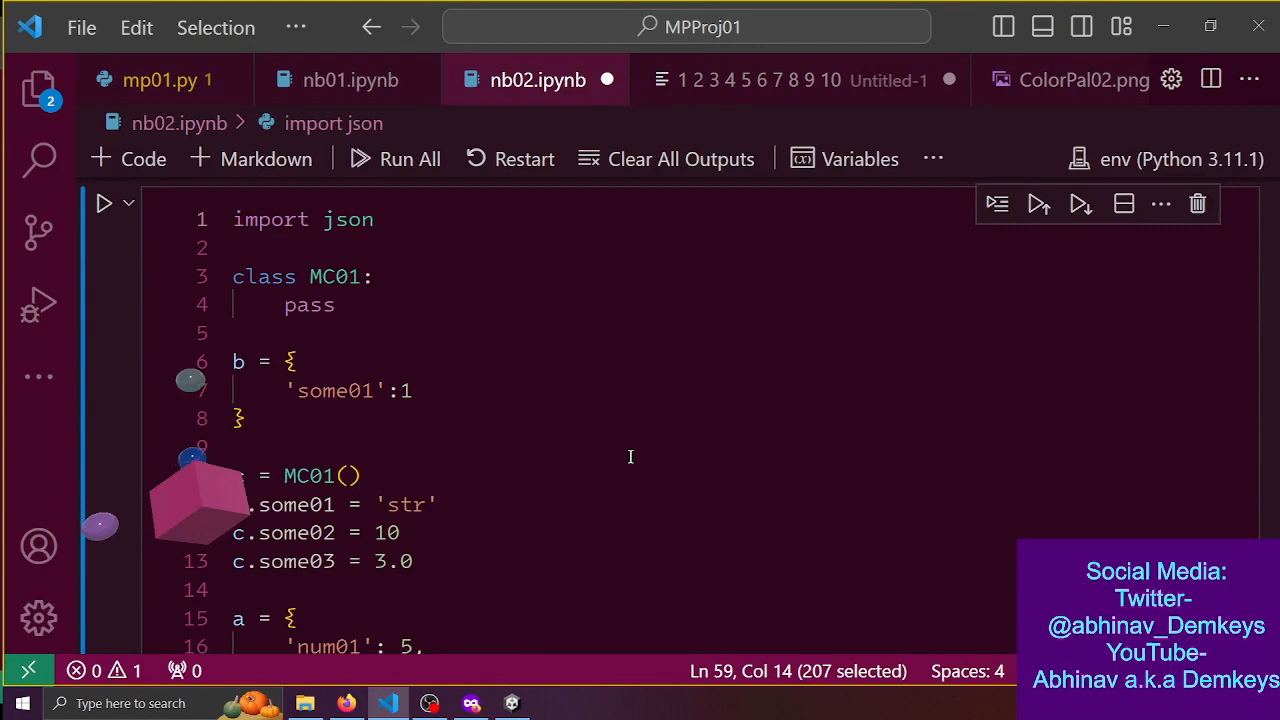 File Edit Selection ··· MPProj01
mp01.py 1 nb01.ipynb nb02.ipynb 1 2 3 4 5 6 7 8 9 10 Untitled-1 ColorPal02.png
nb02.ipynb > import json
+ Code + Markdown Run All Restart Clear All Outputs Variables ··· env (Python 3.11.1)
1 import json
2
3 class MC01:
4 pass
5
6 b = {
7 'some01':1
8 }
9
= MC01()
.some01 = 'str'
c.some02 = 10
13 c.some03 = 3.0
14
15 a = {
16 'num01': 5,
2
0 1 0 Ln 59, Col 14 (207 selected) Spaces: 4
Type here to search
Social Media:
Twitter-
@abhinav_Demkeys
YouTube-
Abhinav a.k.a Demkeys